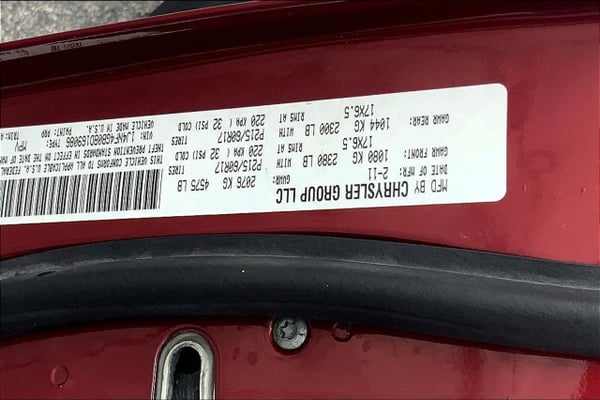 MFD BY CHRYSLER GROUP LLC
DATE OF MFR: 2-11 GVWR: 2076 KG 4575 LB
GAWR FRONT: 1080 KG 2380 LB WITH TIRES P215/60R17
17X6.5 RIMS AT 220 KPA ( 32 PSI) COLD
GAWR REAR: 1044 KG 2300 LB WITH TIRES P215/60R17
17X6.5 RIMS AT 220 KPA ( 32 PSI) COLD
THIS VEHICLE CONFORMS TO ALL APPLICABLE U.S.A. FEDERAL
THEFT PREVENTION STANDARDS IN EFFECT ON THE
VEHICLE MADE IN U.S.A. TYPE: MPV
PAINT: PRP